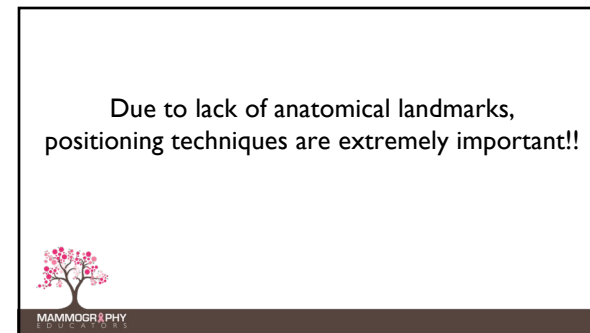 Due to lack of anatomical landmarks,
positioning techniques are extremely important!!
MAMMOGRAPHY
EDUCATORS